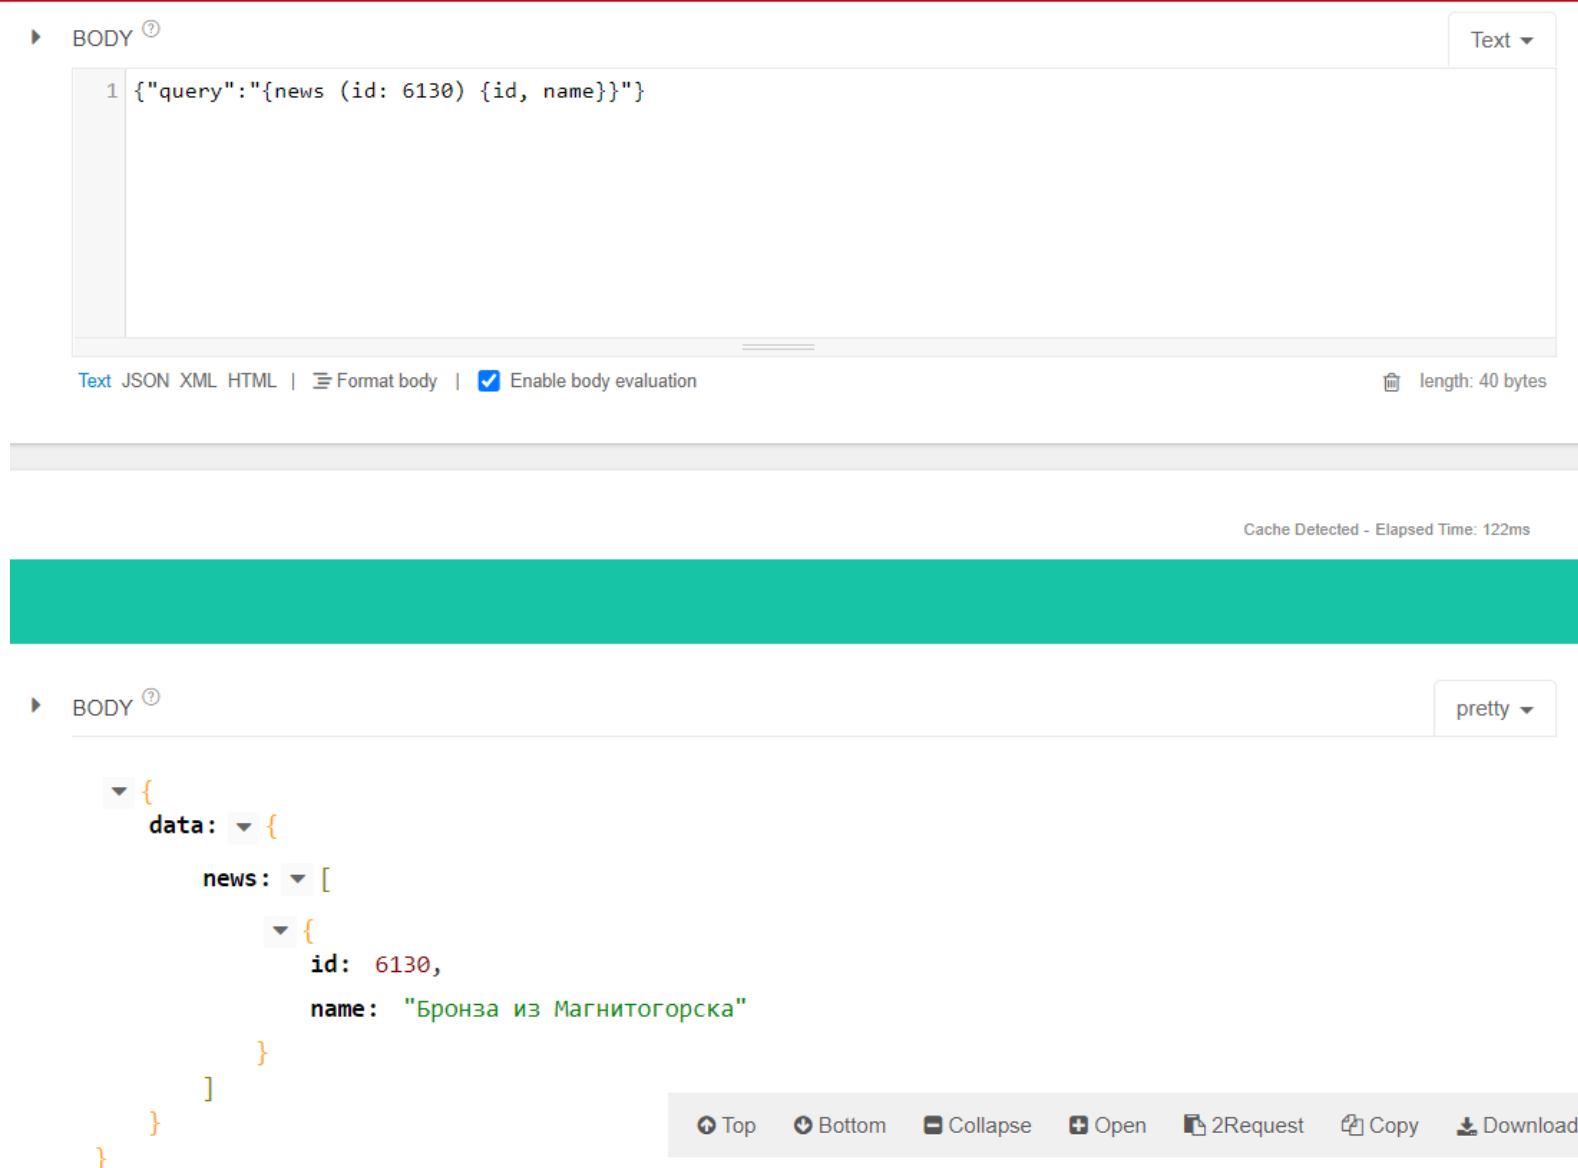 BODY ?
Text
1 {"query":"{news (id: 6130) {id, name}}"}
Text JSON XML HTML | Format body | Enable body evaluation length: 40 bytes
Cache Detected - Elapsed Time: 122ms
BODY ?
pretty
{
data: {
news: [
{
id: 6130,
name: "Бронза из Магнитогорска"
}
]
}
}
Top Bottom Collapse Open 2Request Copy Download